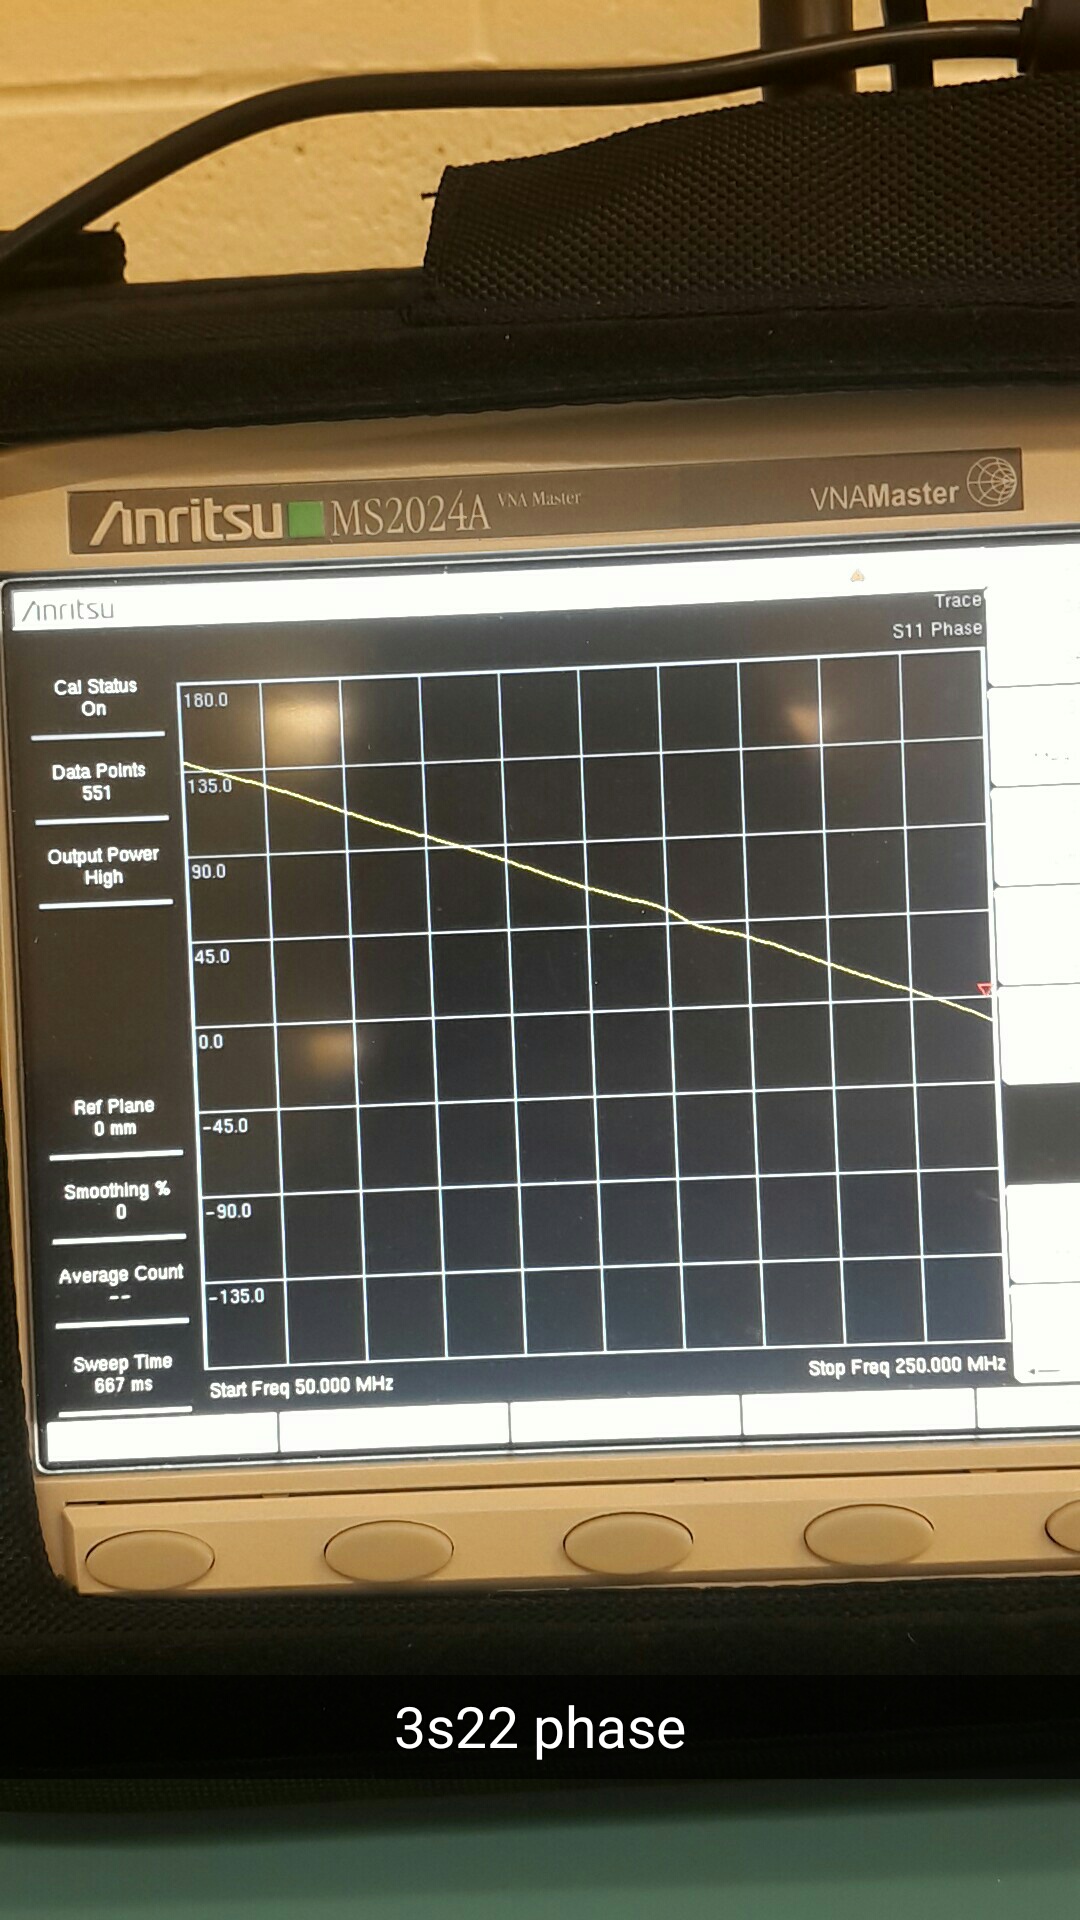 Anritsu MS2024A VNA Master VNAMaster
Anritsu
Trace
S11 Phase
Cal Status
On
Data Points
551
Output Power
High
Ref Plane
0 mm
Smoothing %
0
Average Count
--
Sweep Time
667 ms
180.0
135.0
90.0
45.0
0.0
-45.0
-90.0
-135.0
Start Freq 50.000 MHz
Stop Freq 250.000 MHz
3s22 phase